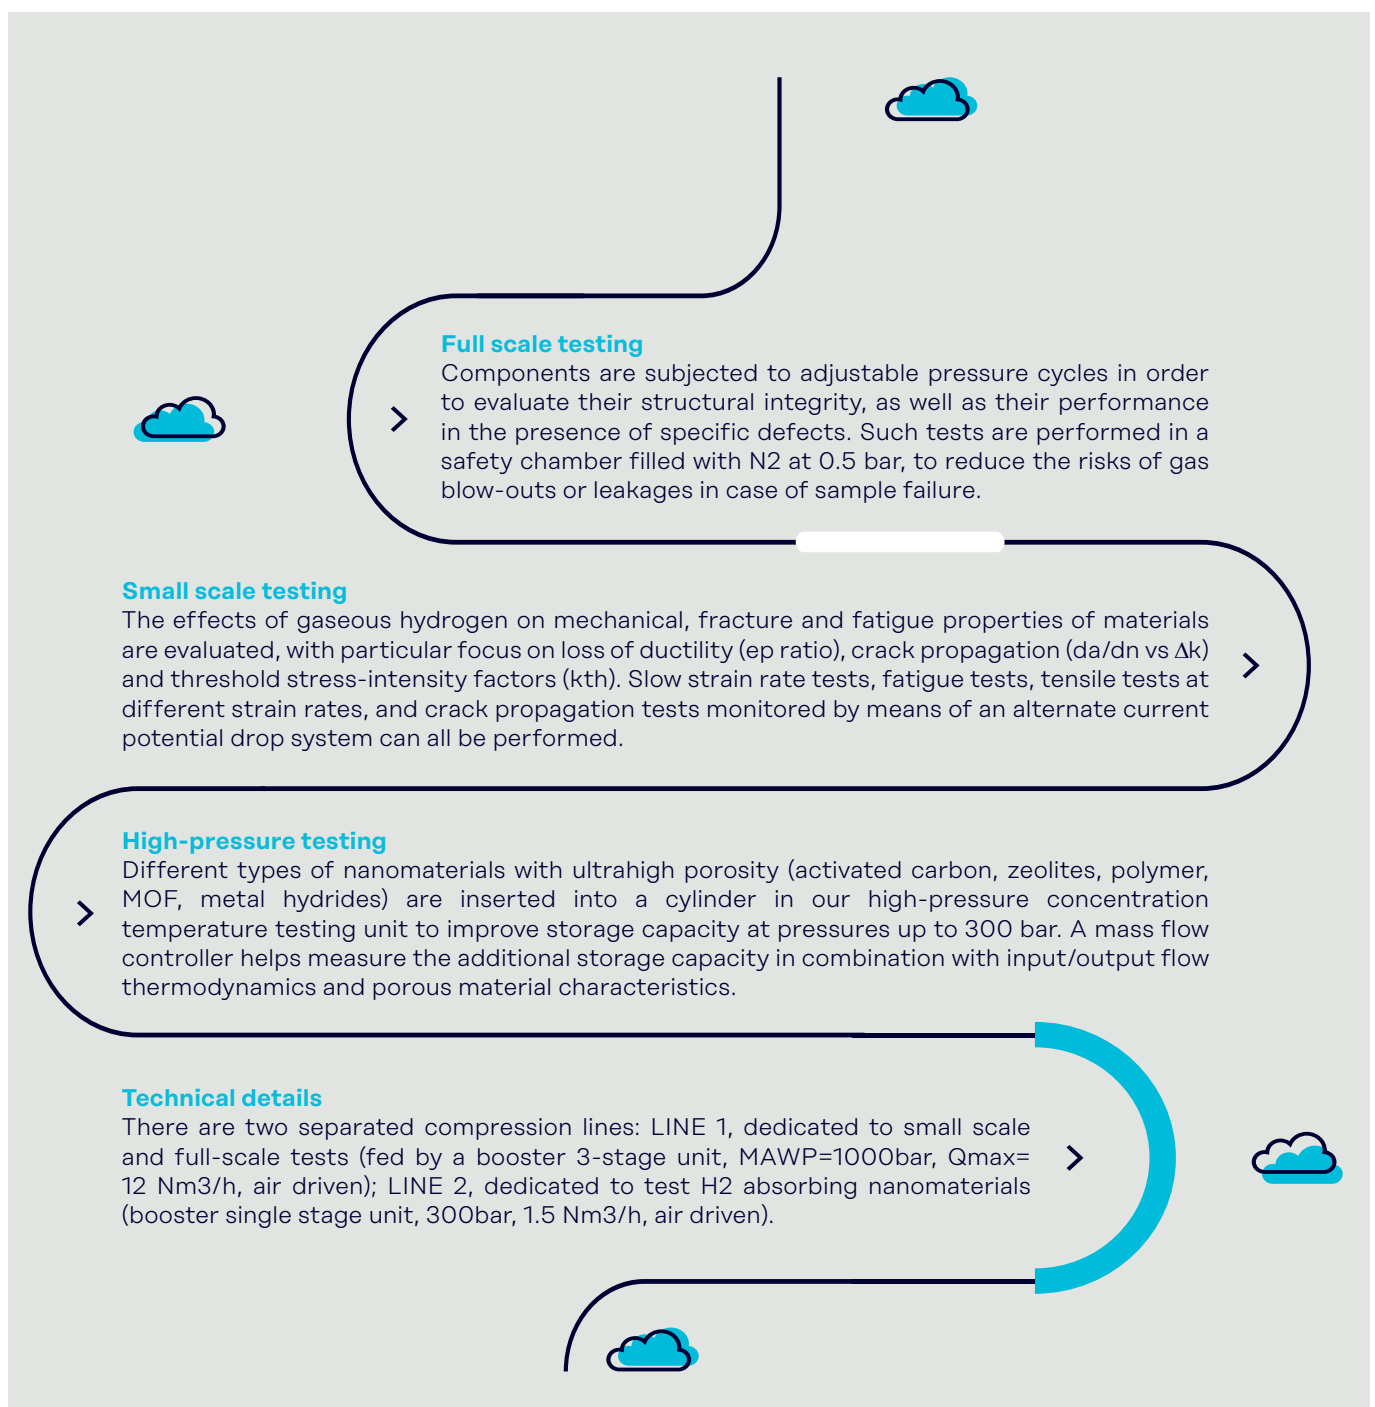 Full scale testing
Components are subjected to adjustable pressure cycles in order
to evaluate their structural integrity, as well as their performance
in the presence of specific defects. Such tests are performed in a
safety chamber filled with N2 at 0.5 bar, to reduce the risks of gas
blow-outs or leakages in case of sample failure.
Small scale testing
The effects of gaseous hydrogen on mechanical, fracture and fatigue properties of materials
are evaluated, with particular focus on loss of ductility (ep ratio), crack propagation (da/dn vs Δk)
and threshold stress-intensity factors (kth). Slow strain rate tests, fatigue tests, tensile tests at
different strain rates, and crack propagation tests monitored by means of an alternate current
potential drop system can all be performed.
High-pressure testing
Different types of nanomaterials with ultrahigh porosity (activated carbon, zeolites, polymer,
MOF, metal hydrides) are inserted into a cylinder in our high-pressure concentration
temperature testing unit to improve storage capacity at pressures up to 300 bar. A mass flow
controller helps measure the additional storage capacity in combination with input/output flow
thermodynamics and porous material characteristics.
Technical details
There are two separated compression lines: LINE 1, dedicated to small scale
and full-scale tests (fed by a booster 3-stage unit, MAWP=1000bar, Qmax=
12 Nm3/h, air driven); LINE 2, dedicated to test H2 absorbing nanomaterials
(booster single stage unit, 300bar, 1.5 Nm3/h, air driven).